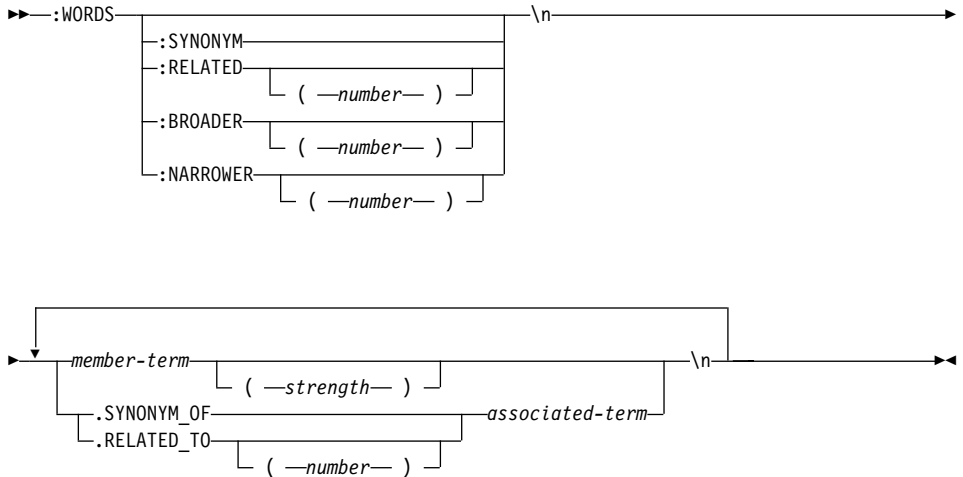 :WORDS \n
:SYNONYM
:RELATED
( number )
:BROADER
( number )
:NARROWER
( number )
member-term \n
( strength )
.SYNONYM_OF associated-term
.RELATED_TO
( number )